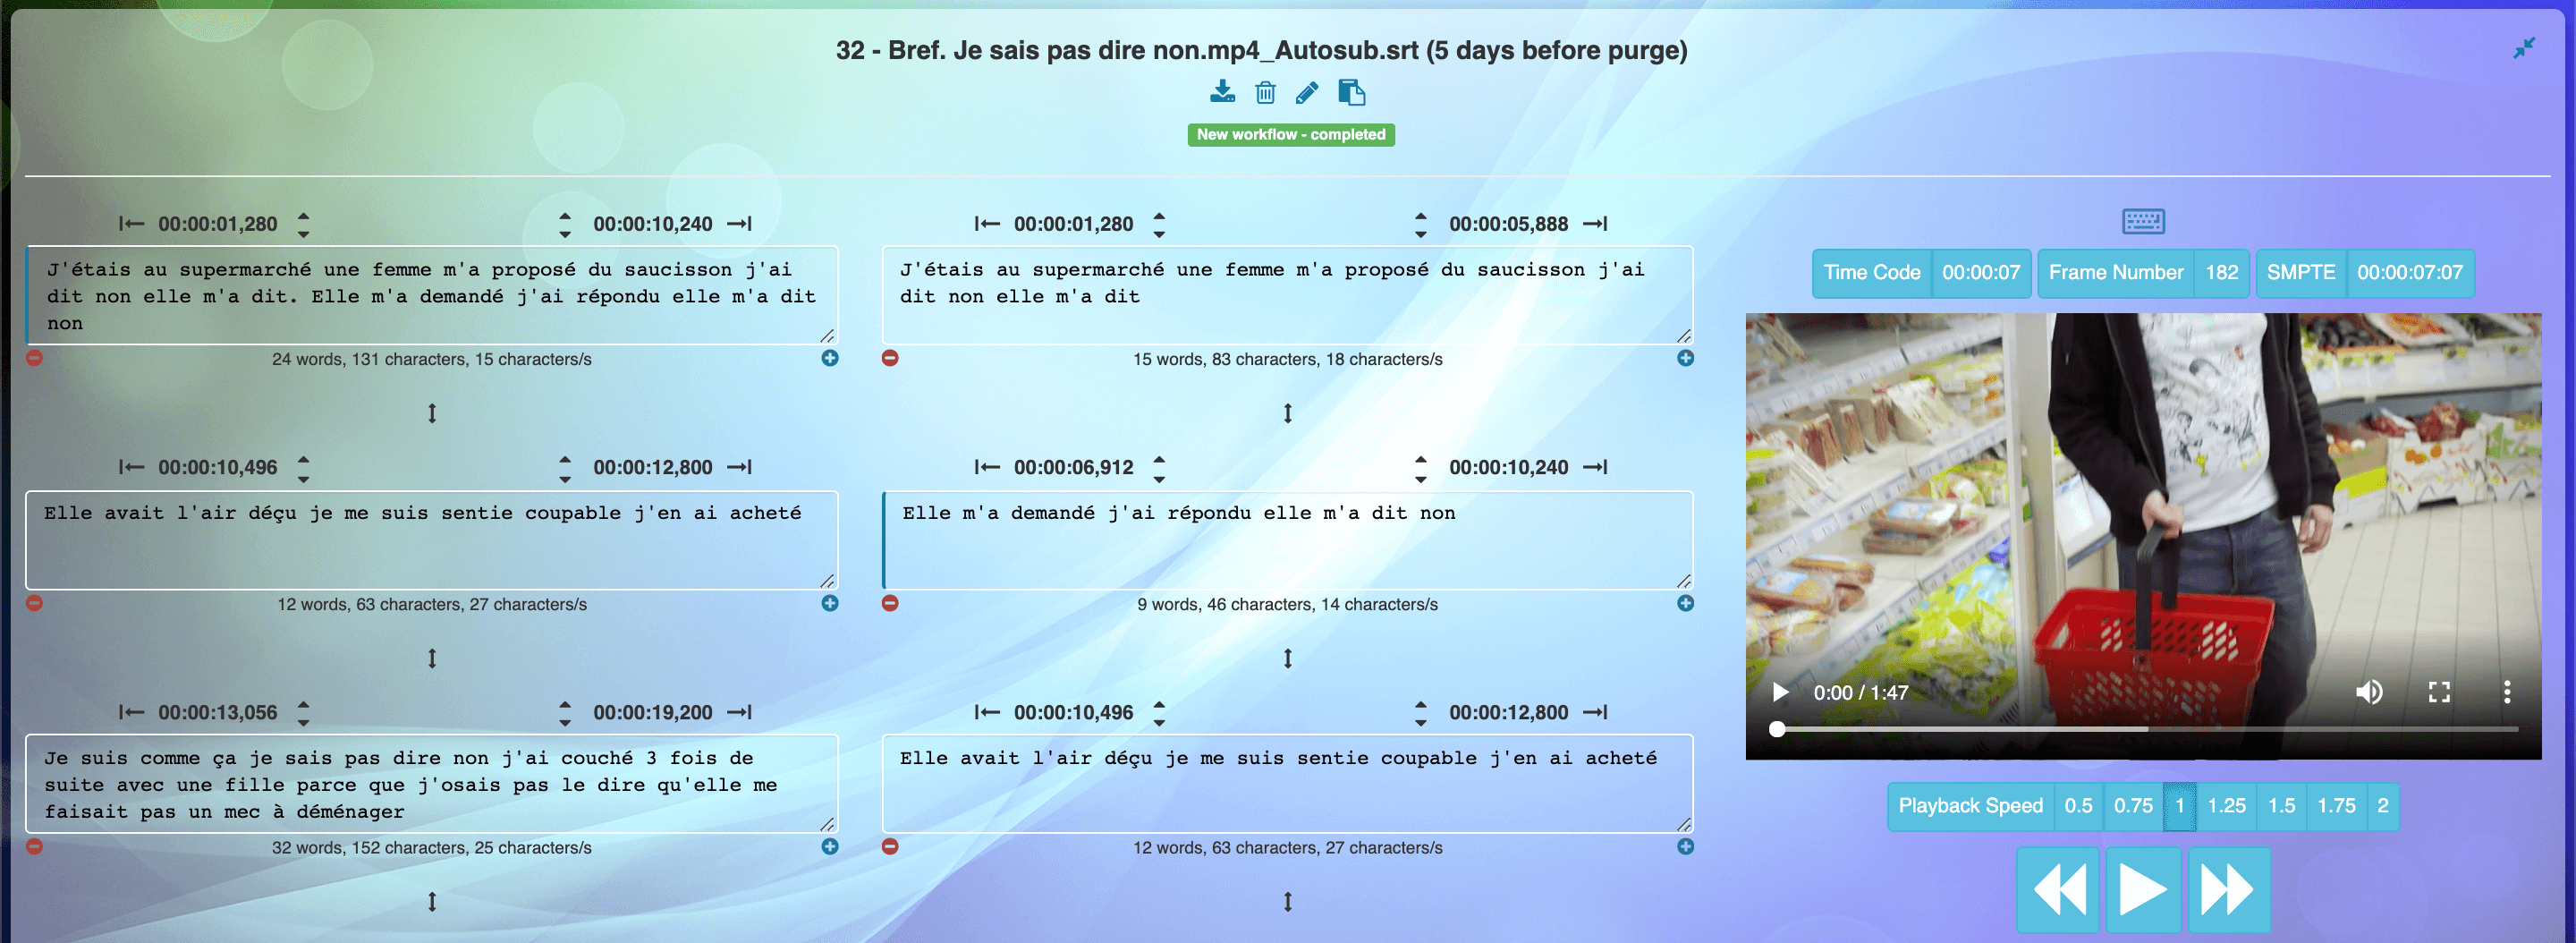 32 - Bref. Je sais pas dire non.mp4_Autosub.srt (5 days before purge)
New workflow - completed
00:00:01,280
00:00:10,240
J'étais au supermarché une femme m'a proposé du saucisson j'ai
dit non elle m'a dit. Elle m'a demandé j'ai répondu elle m'a dit
non
24 words, 131 characters, 15 characters/s
00:00:10,496
00:00:12,800
Elle avait l'air déçu je me suis sentie coupable j'en ai acheté
12 words, 63 characters, 27 characters/s
00:00:13,056
00:00:19,200
Je suis comme ça je sais pas dire non j'ai couché 3 fois de
suite avec une fille parce que j'osais pas le dire qu'elle me
faisait pas un mec à déménager
32 words, 152 characters, 25 characters/s
00:00:01,280
00:00:05,888
J'étais au supermarché une femme m'a proposé du saucisson j'ai
dit non elle m'a dit
15 words, 83 characters, 18 characters/s
00:00:06,912
00:00:10,240
Elle m'a demandé j'ai répondu elle m'a dit non
9 words, 46 characters, 14 characters/s
00:00:10,496
00:00:12,800
Elle avait l'air déçu je me suis sentie coupable j'en ai acheté
12 words, 63 characters, 27 characters/s
Time Code 00:00:07 Frame Number 182 SMPTE 00:00:07:07
0:00 / 1:47
Playback Speed 0.5 0.75 1 1.25 1.5 1.75 2